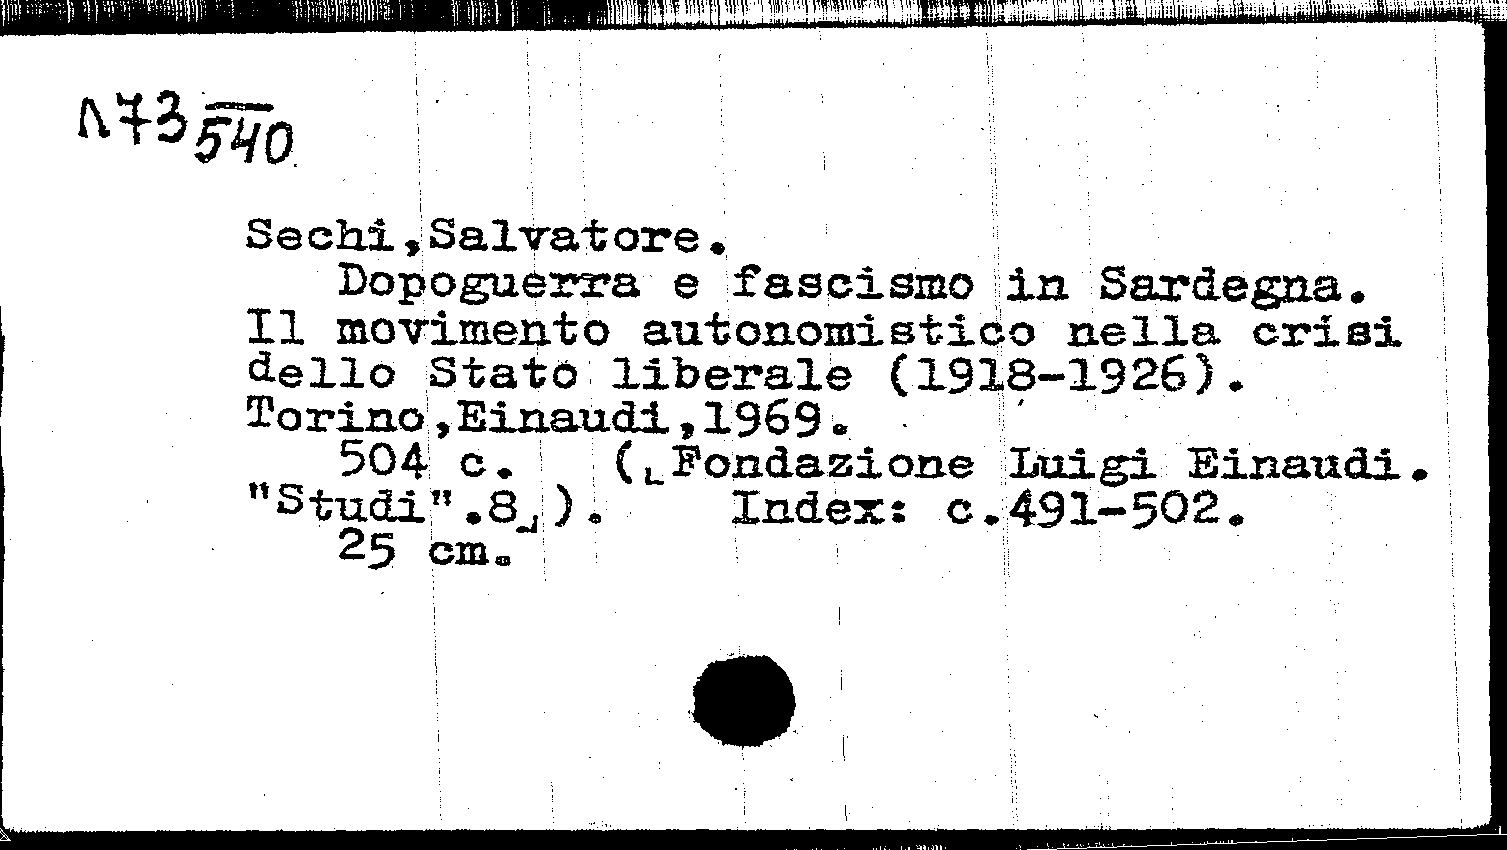 Л73 540
Sechi,Salvatore.
Dopoguerra e fascismo in Sardegna.
Il movimento autonomistico nella crisi
dello Stato liberale (1918-1926).
Torino,Einaudi,1969.
504 c. (⌊Fondazione Luigi Einaudi.
"Studi".8⌋). Index: c.491-502.
25 cm.